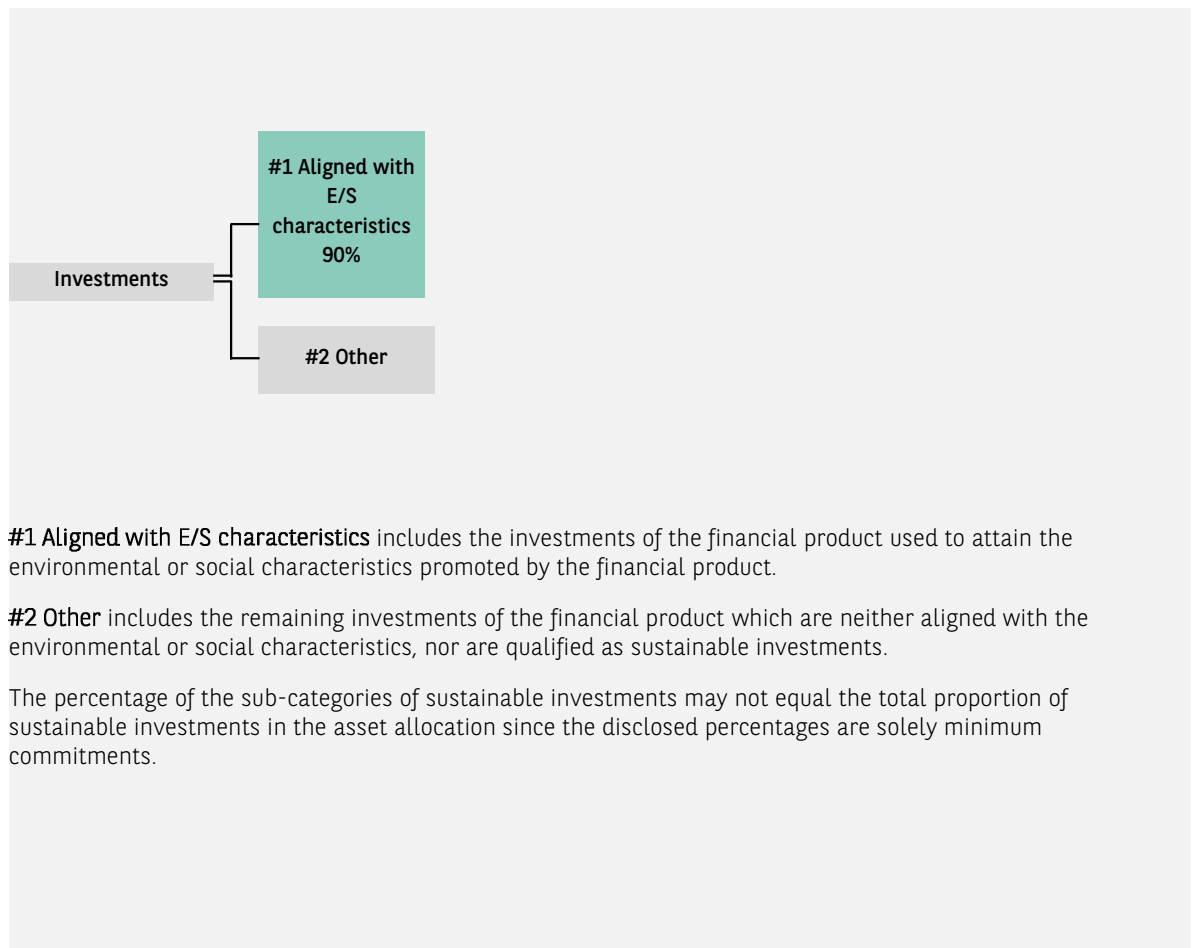 #1 Aligned with
E/S
characteristics
90%
Investments
#2 Other
#1 Aligned with E/S characteristics includes the investments of the financial product used to attain the
environmental or social characteristics promoted by the financial product.
#2 Other includes the remaining investments of the financial product which are neither aligned with the
environmental or social characteristics, nor are qualified as sustainable investments.
The percentage of the sub-categories of sustainable investments may not equal the total proportion of
sustainable investments in the asset allocation since the disclosed percentages are solely minimum
commitments.